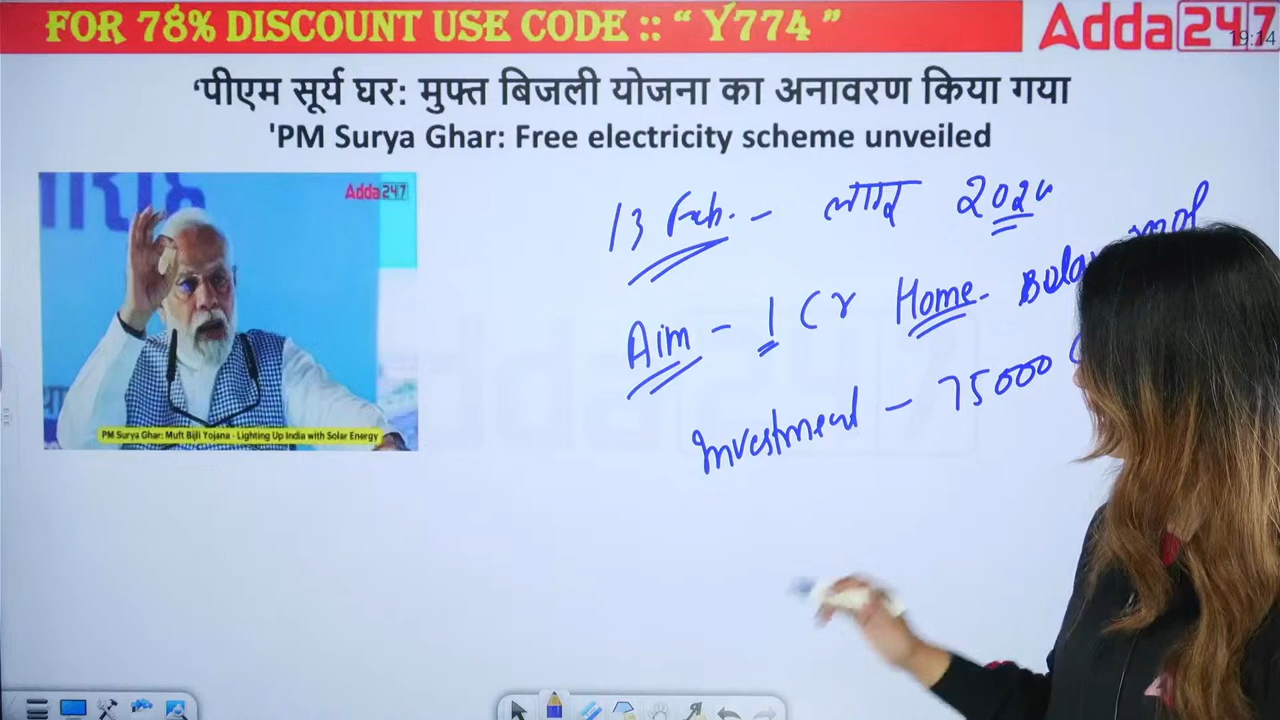 FOR 78% DISCOUNT USE CODE :: “ Y774 ”
Adda247
19:14
‘पीएम सूर्य घर: मुफ्त बिजली योजना का अनावरण किया गया
'PM Surya Ghar: Free electricity scheme unveiled
Adda247
PM Surya Ghar: Muft Bijli Yojana - Lighting Up India with Solar Energy
13 Feb. - 2024
Aim - 1 Cr Home -
Investment - 75000